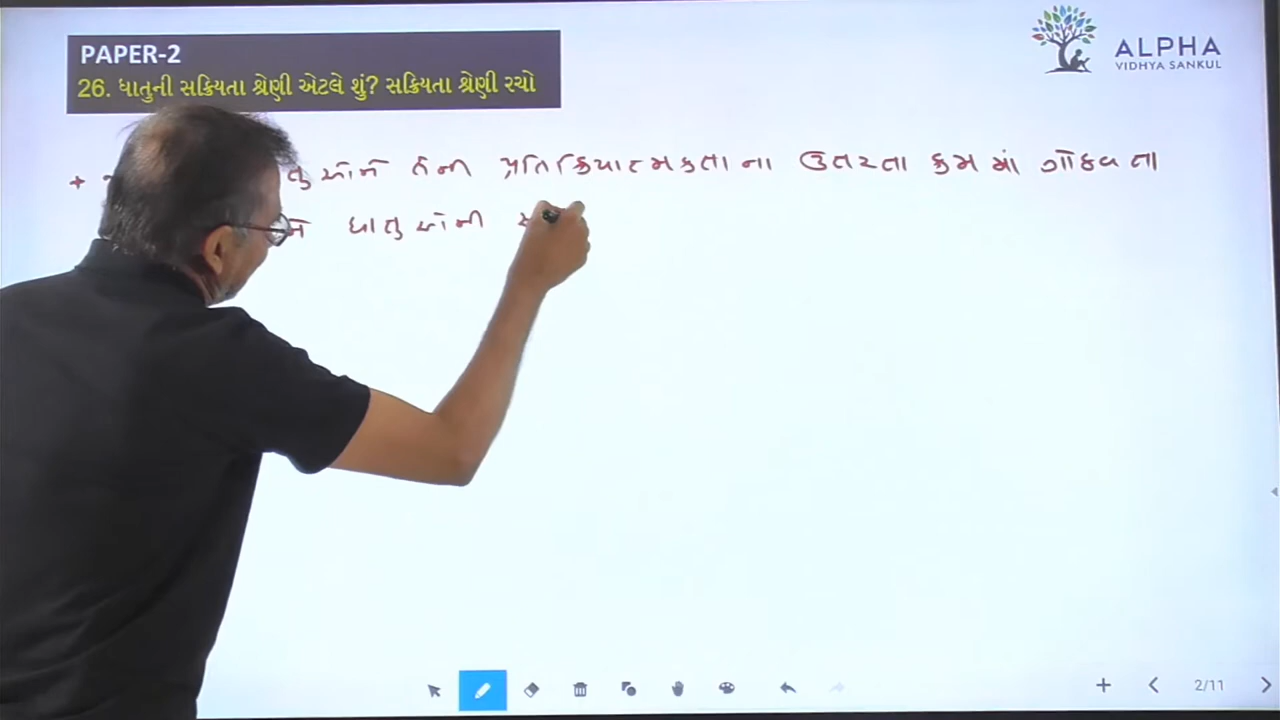 PAPER-2
26. ધાતુની સક્રિયતા શ્રેણી એટલે શું? સક્રિયતા શ્રેણી રચો
ALPHA
VIDHYA SANKUL
તેની પ્રતિક્રિયાત્મકતાના ઉતરતા ક્રમમાં ગોઠવતા
ધાતુઓની
2/11